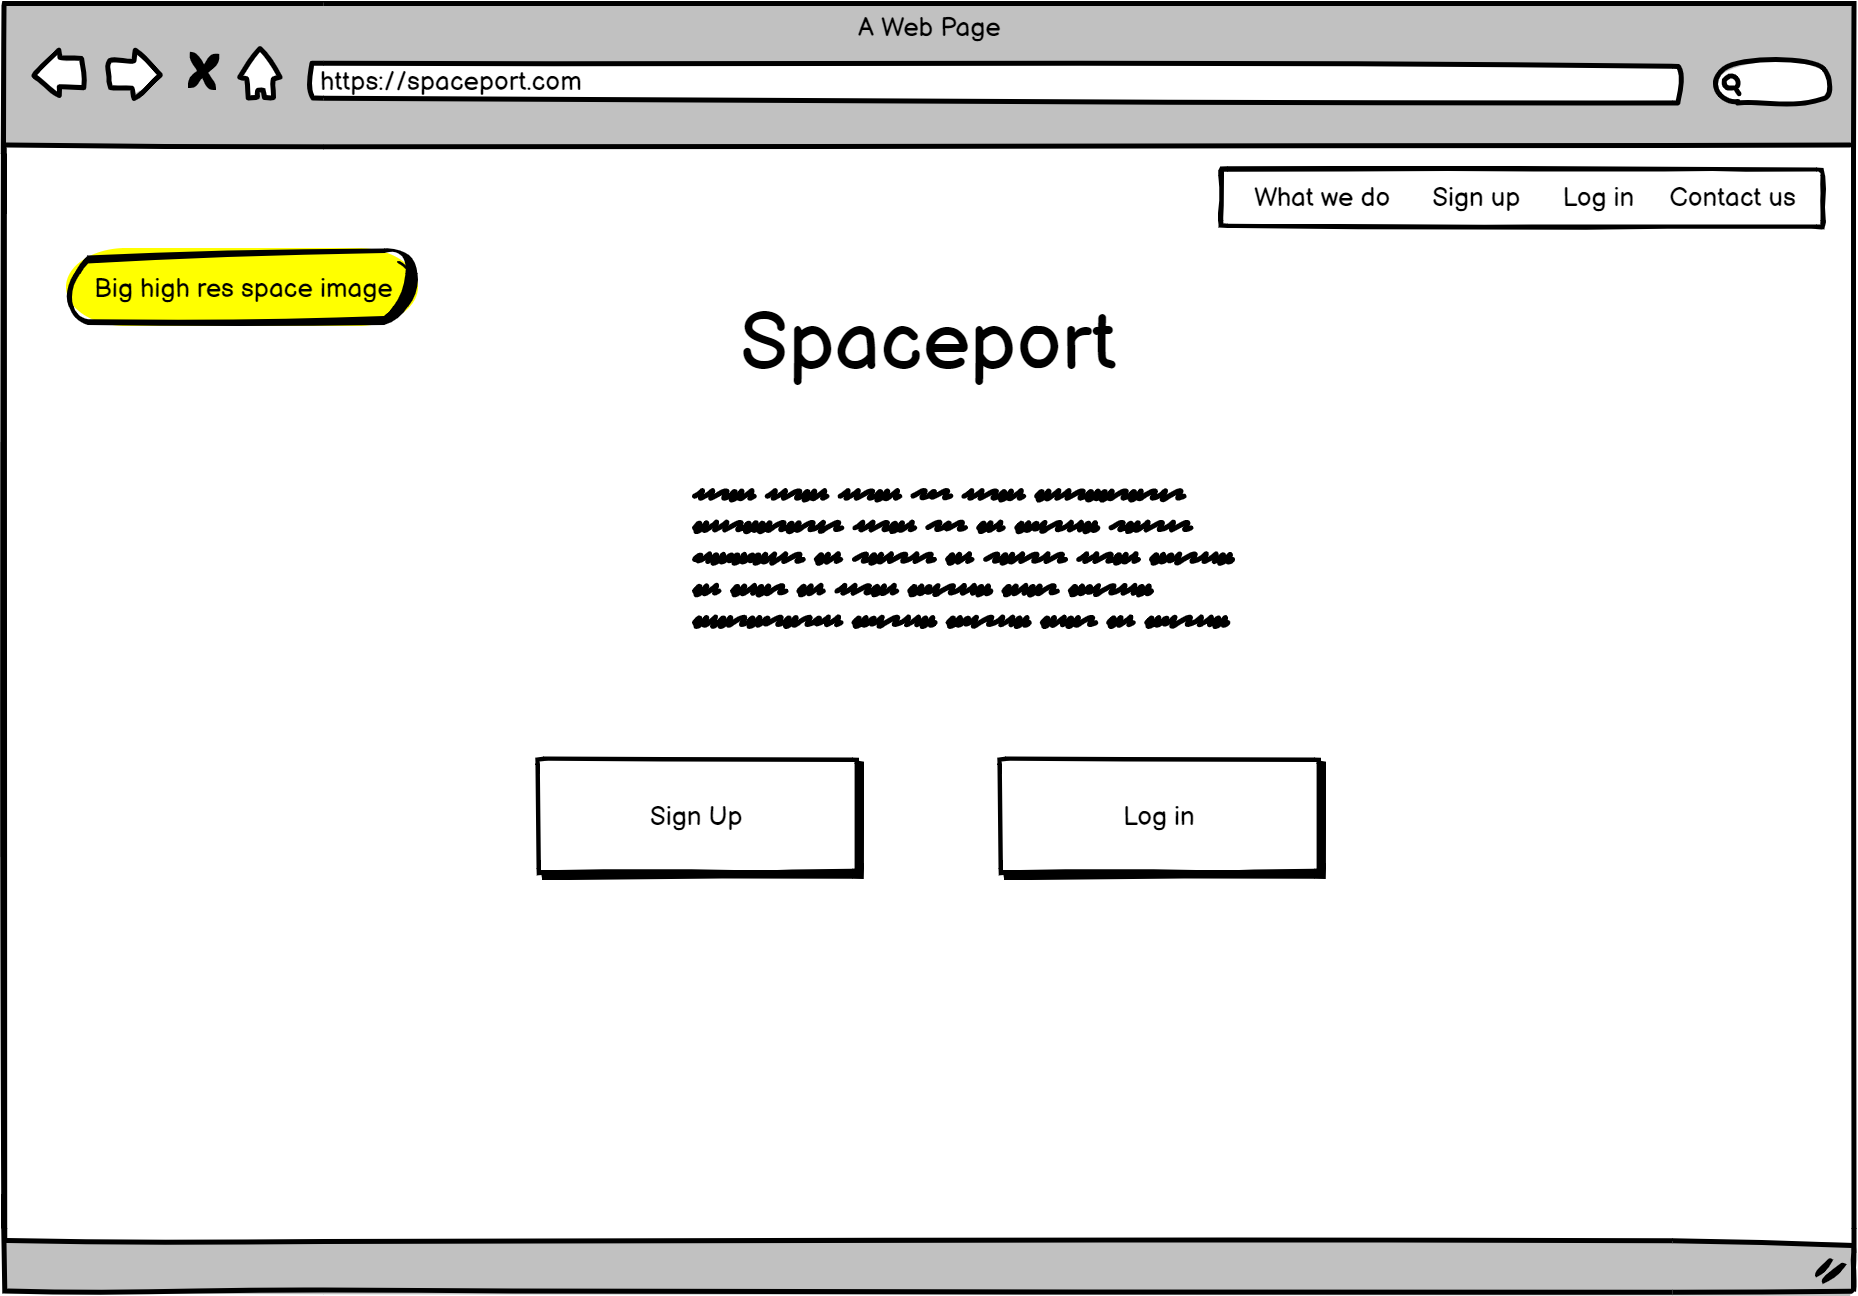 A Web Page
https://spaceport.com
What we do Sign up Log in Contact us
Big high res space image
Spaceport
Sign Up
Log in